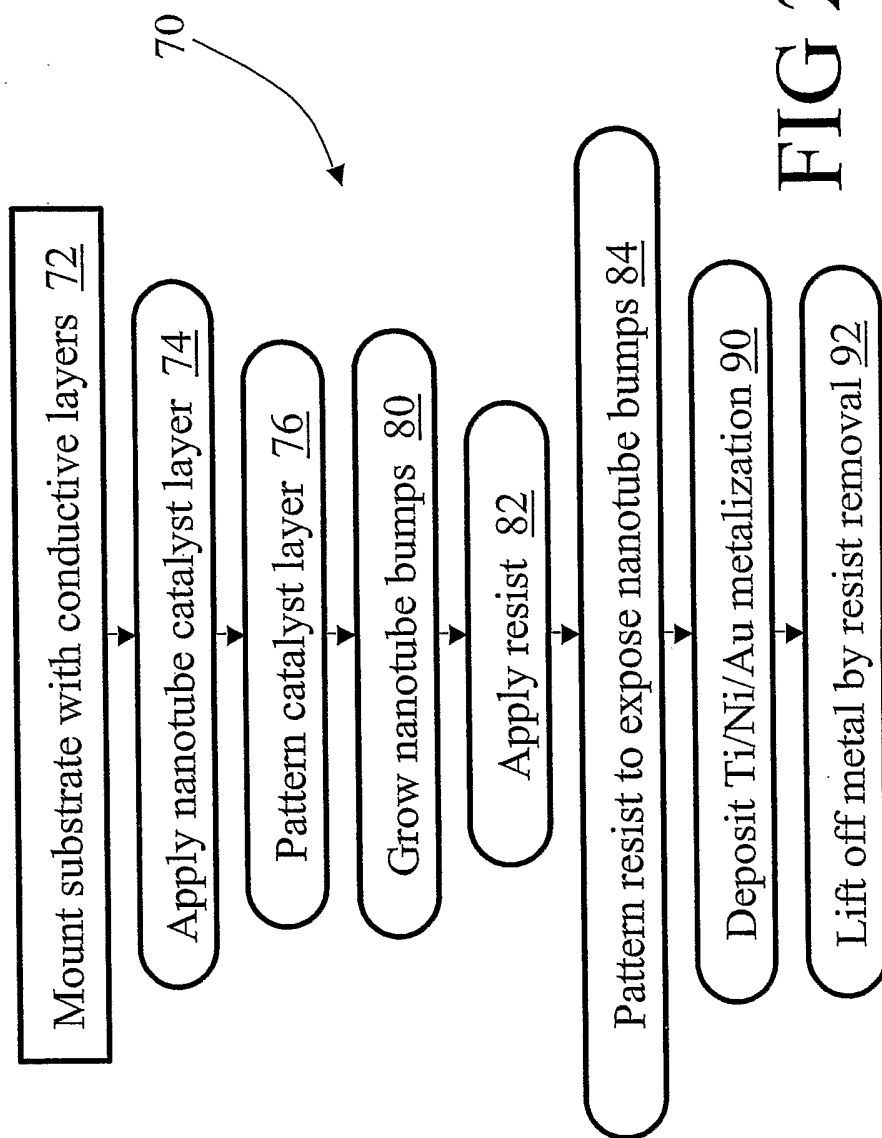 70
Mount substrate with conductive layers 72
Apply nanotube catalyst layer 74
Pattern catalyst layer 76
Grow nanotube bumps 80
Apply resist 82
Pattern resist to expose nanotube bumps 84
Deposit Ti/Ni/Au metalization 90
Lift off metal by resist removal 92
FIG 2